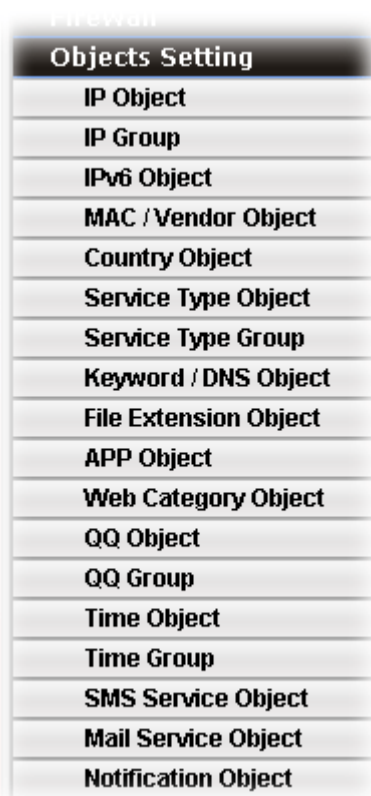 Firewall
Objects Setting
IP Object
IP Group
IPv6 Object
MAC / Vendor Object
Country Object
Service Type Object
Service Type Group
Keyword / DNS Object
File Extension Object
APP Object
Web Category Object
QQ Object
QQ Group
Time Object
Time Group
SMS Service Object
Mail Service Object
Notification Object